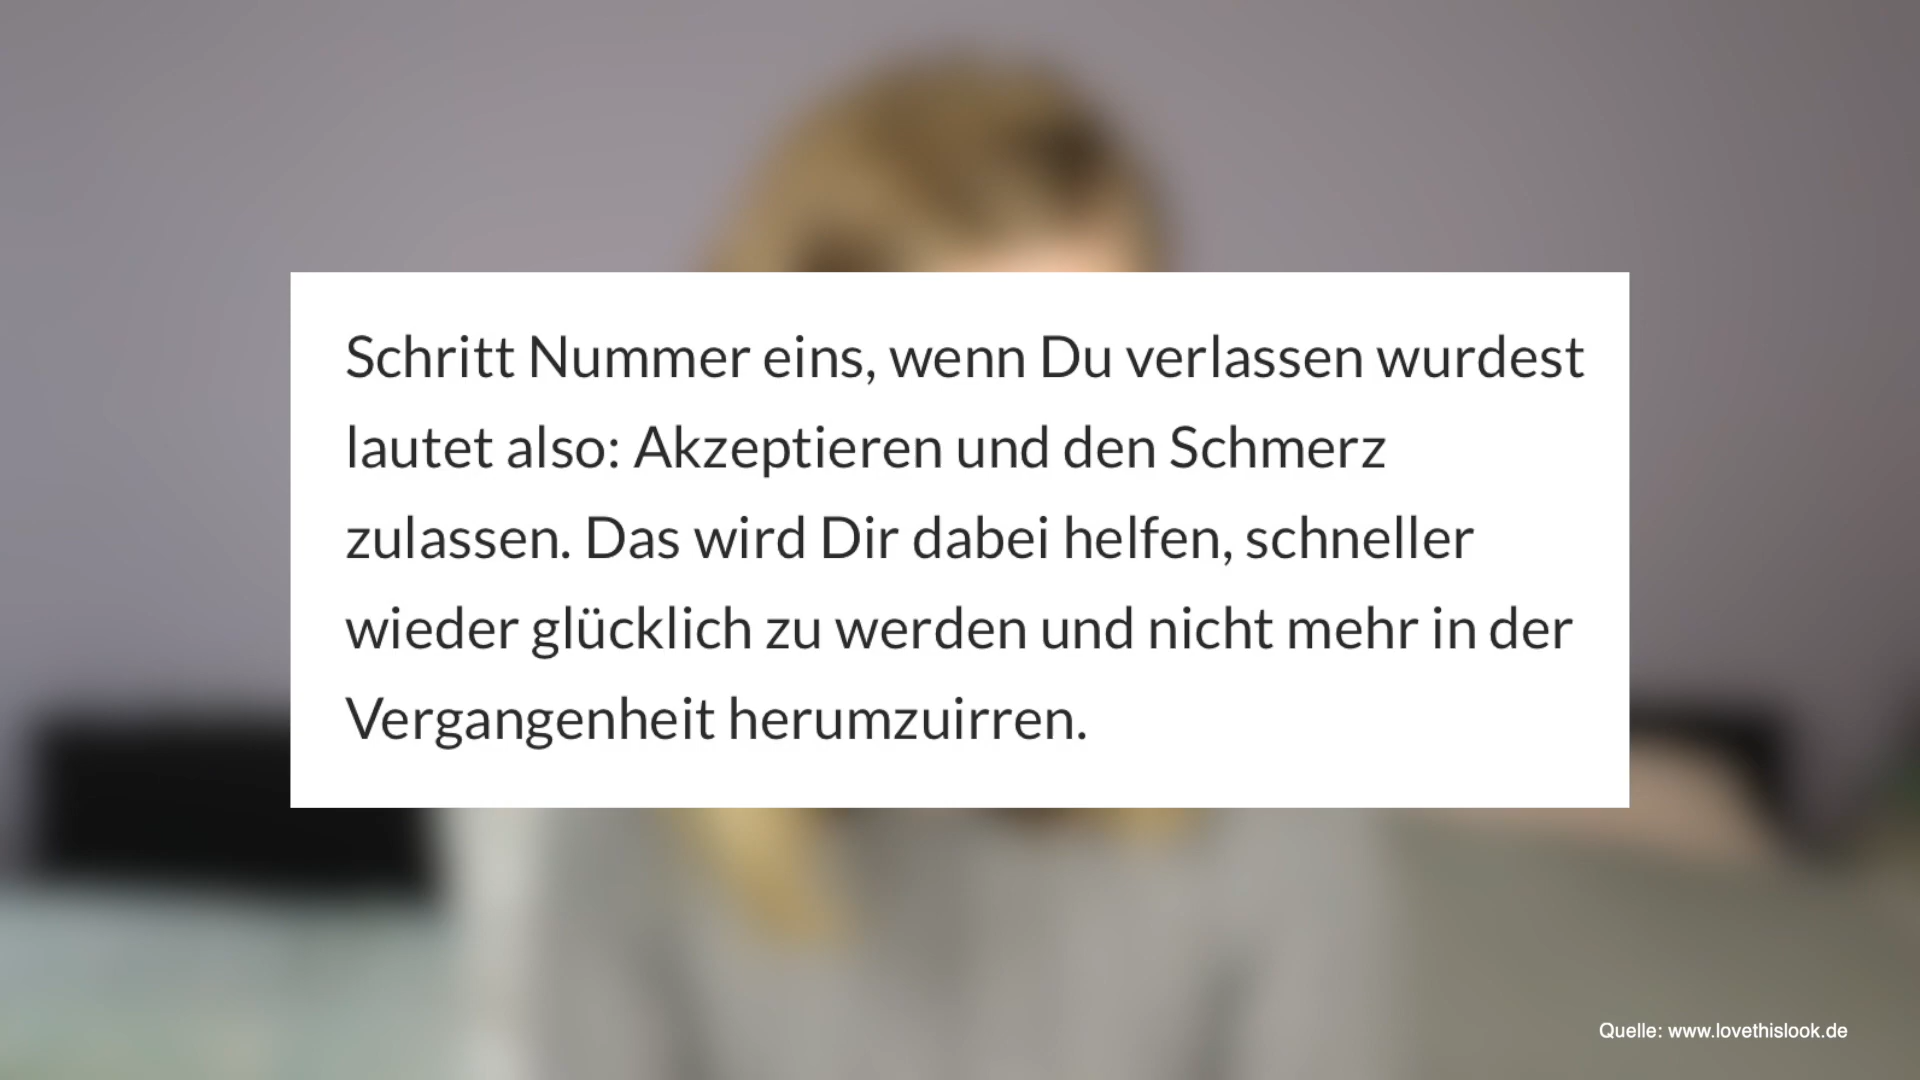 Schritt Nummer eins, wenn Du verlassen wurdest
lautet also: Akzeptieren und den Schmerz
zulassen. Das wird Dir dabei helfen, schneller
wieder glücklich zu werden und nicht mehr in der
Vergangenheit herumzuirren.
Quelle: www.lovethislook.de